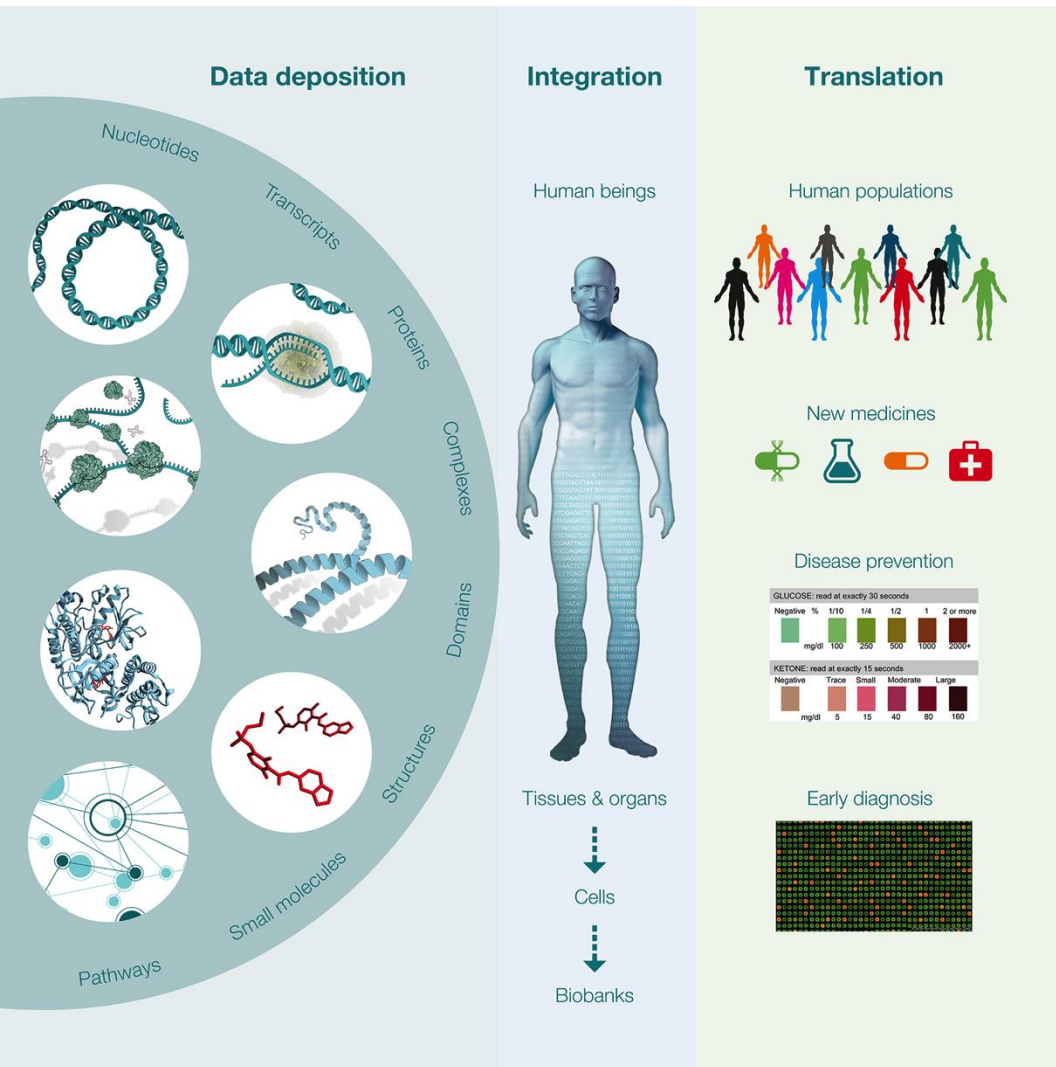 Data deposition
Integration
Translation
Nucleotides
Transcripts
Proteins
Complexes
Domains
Structures
Small molecules
Pathways
Human beings
Tissues & organs
Cells
Biobanks
Human populations
New medicines
Disease prevention
GLUCOSE: read at exactly 30 seconds
Negative % 1/10 1/4 1/2 1 2 or more
mg/dl 100 250 500 1000 2000+
KETONE: read at exactly 15 seconds
Negative Trace Small Moderate Large
mg/dl 5 15 40 80 160
Early diagnosis